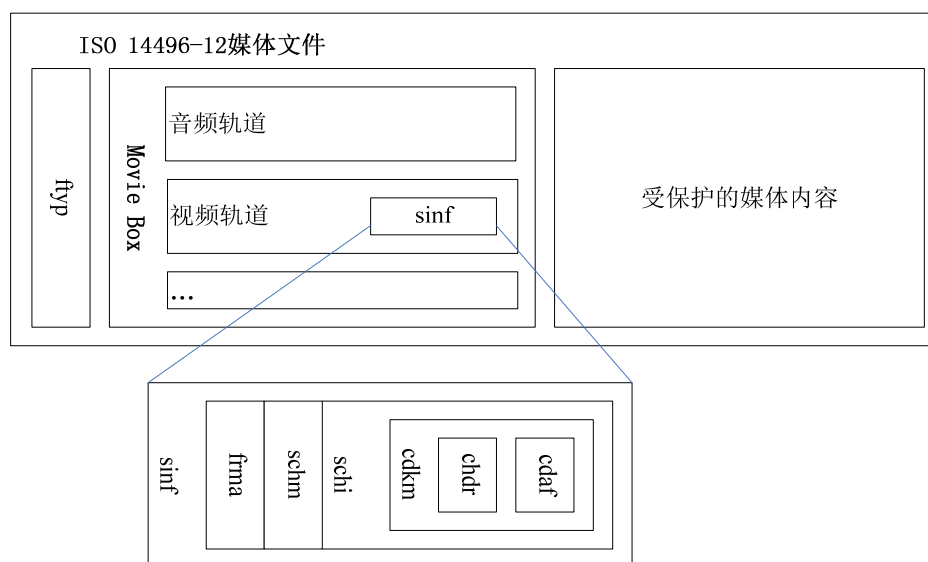 ISO 14496-12媒体文件
ftyp
Movie Box
音频轨道
视频轨道
sinf
...
受保护的媒体内容
sinf
frma
schm
schi
cdkm
chdr
cdaf